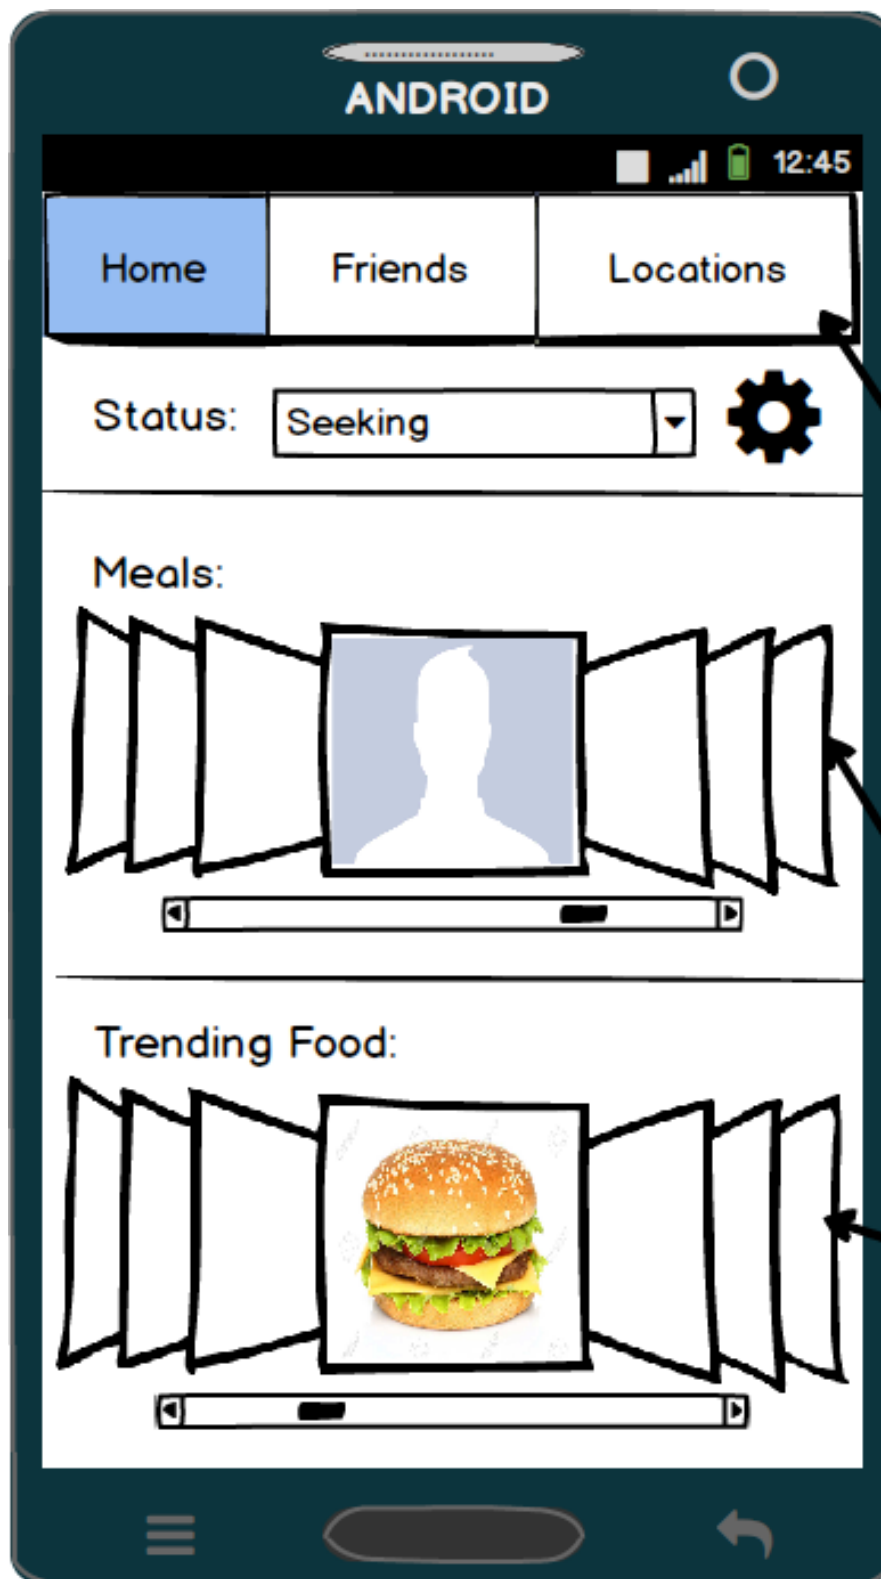 ANDROID
12:45
Home Friends Locations
Status: Seeking
Meals:
Trending Food: